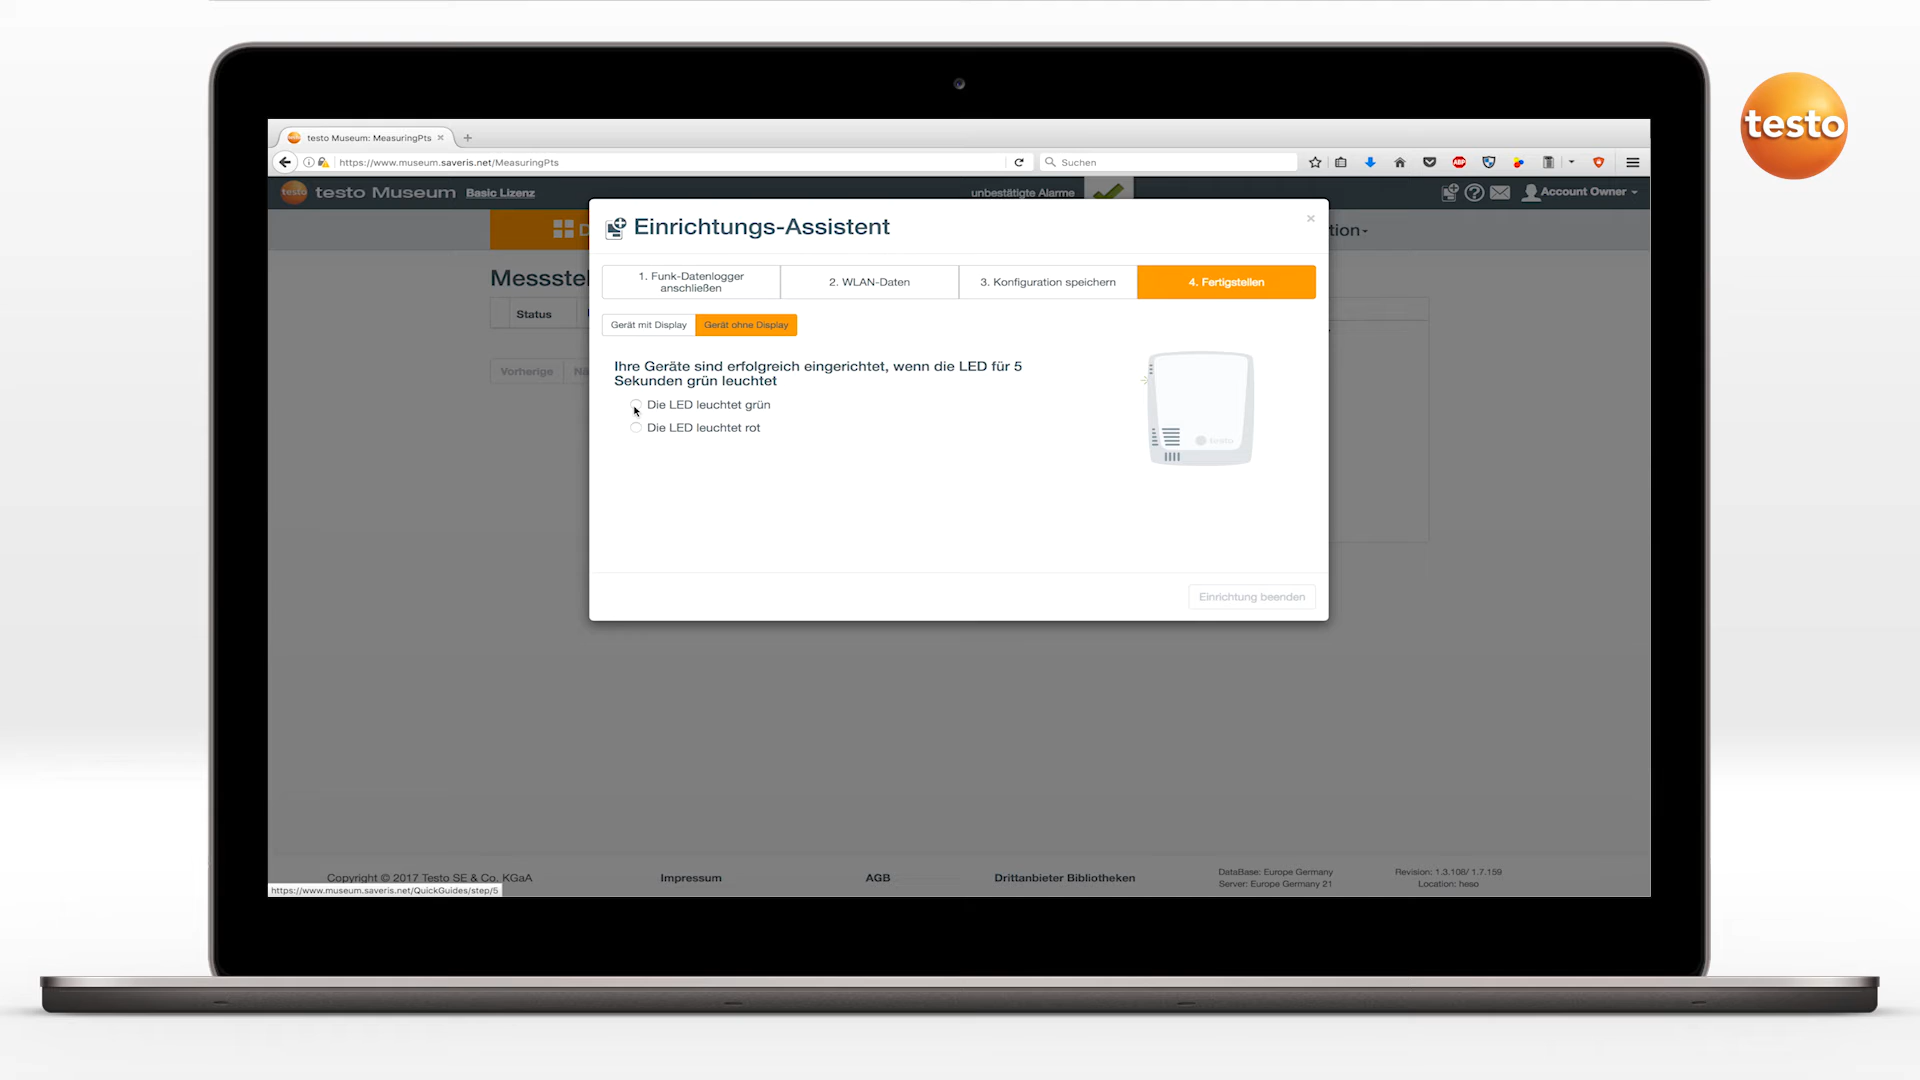 testo
testo Museum: MeasuringPts
https://www.museum.saveris.net/MeasuringPts
Suchen
ABP
testo
testo Museum
Basic Lizenz
unbestätigte Alarme
Account Owner
D
tion
Messstel
Status
Vorherige
Nä
Einrichtungs-Assistent
1. Funk-Datenlogger
anschließen
2. WLAN-Daten
3. Konfiguration speichern
4. Fertigstellen
Gerät mit Display
Gerät ohne Display
Ihre Geräte sind erfolgreich eingerichtet, wenn die LED für 5
Sekunden grün leuchtet
Die LED leuchtet grün
Die LED leuchtet rot
testo
Einrichtung beenden
Copyright © 2017 Testo SE & Co. KGaA
Impressum
AGB
Drittanbieter Bibliotheken
DataBase: Europe Germany
Server: Europe Germany 21
Revision: 1.3.108/ 1.7.159
Location: heso
https://www.museum.saveris.net/QuickGuides/step/5